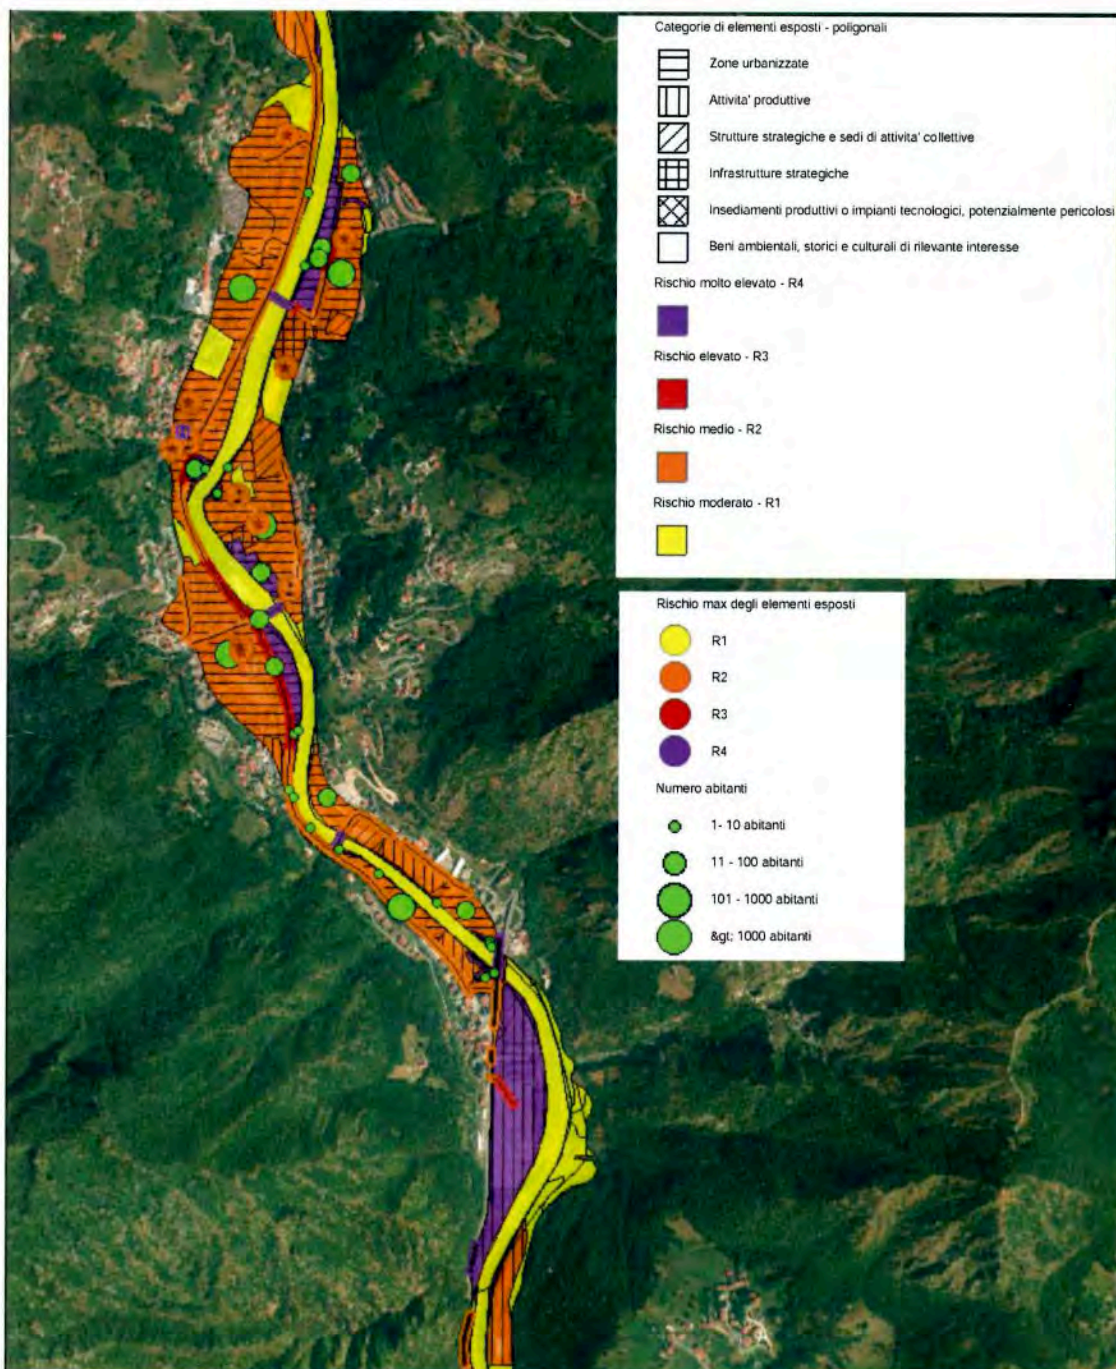 Categorie di elementi esposti - poligonali
Zone urbanizzate
Attivita' produttive
Strutture strategiche e sedi di attivita' collettive
Infrastrutture strategiche
Insediamenti produttivi o impianti tecnologici, potenzialmente pericolosi
Beni ambientali, storici e culturali di rilevante interesse
Rischio molto elevato - R4
Rischio elevato - R3
Rischio medio - R2
Rischio moderato - R1
Rischio max degli elementi esposti
R1
R2
R3
R4
Numero abitanti
1- 10 abitanti
11 - 100 abitanti
101 - 1000 abitanti
&gt; 1000 abitanti